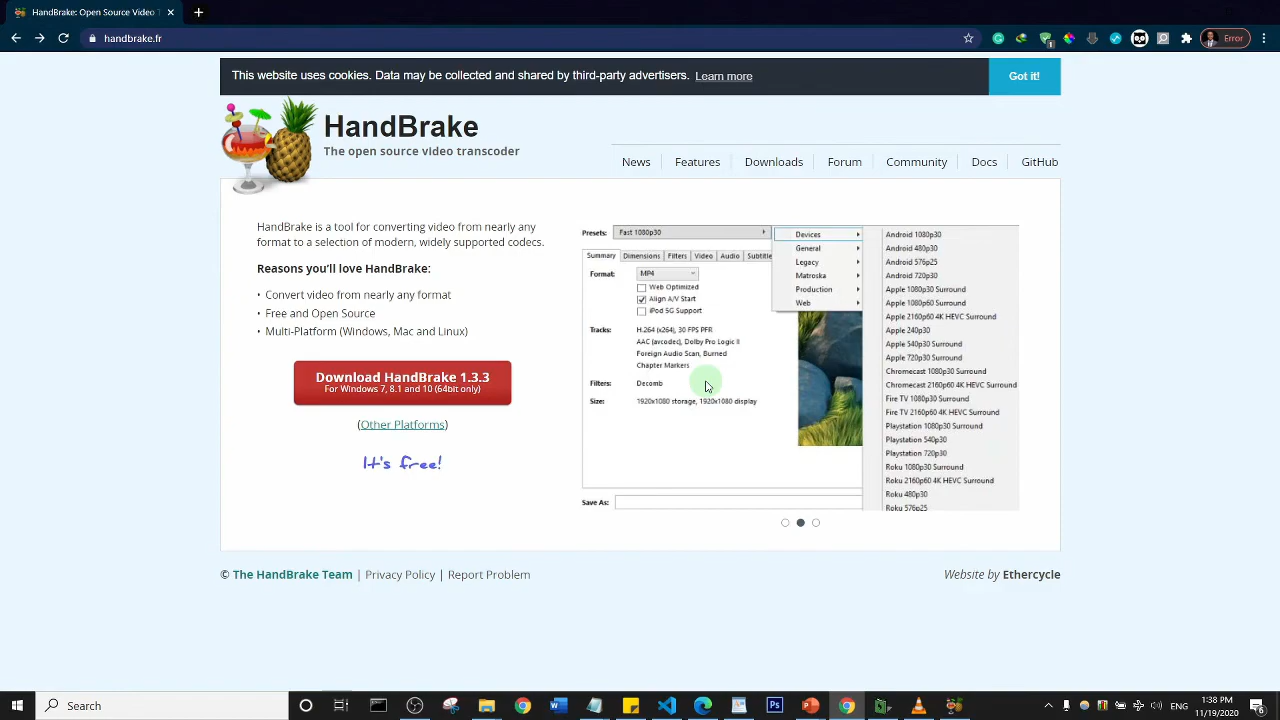 HandBrake: Open Source Video T
handbrake.fr
Error
This website uses cookies. Data may be collected and shared by third-party advertisers. Learn more
Got it!
HandBrake
The open source video transcoder
News
Features
Downloads
Forum
Community
Docs
GitHub
HandBrake is a tool for converting video from nearly any
format to a selection of modern, widely supported codecs.
Reasons you'll love HandBrake:
• Convert video from nearly any format
• Free and Open Source
• Multi-Platform (Windows, Mac and Linux)
Download HandBrake 1.3.3
For Windows 7, 8.1 and 10 (64bit only)
(Other Platforms)
It's free!
Presets: Fast 1080p30
Summary Dimensions Filters Video Audio Subtitle
Format: MP4
Web Optimized
Align A/V Start
iPod 5G Support
Tracks: H.264 (x264), 30 FPS PFR
AAC (avcodec), Dolby Pro Logic II
Foreign Audio Scan, Burned
Chapter Markers
Filters: Decomb
Size: 1920x1080 storage, 1920x1080 display
Save As:
Devices
General
Legacy
Matroska
Production
Web
Android 1080p30
Android 480p30
Android 576p25
Android 720p30
Apple 1080p30 Surround
Apple 1080p60 Surround
Apple 2160p60 4K HEVC Surround
Apple 240p30
Apple 540p30 Surround
Apple 720p30 Surround
Chromecast 1080p30 Surround
Chromecast 2160p60 4K HEVC Surround
Fire TV 1080p30 Surround
Fire TV 2160p60 4K HEVC Surround
Playstation 1080p30 Surround
Playstation 540p30
Playstation 720p30
Roku 1080p30 Surround
Roku 2160p60 4K HEVC Surround
Roku 480p30
Roku 576p25
© The HandBrake Team | Privacy Policy | Report Problem
Website by Ethercycle
Search
ENG
1:38 PM
11/19/2020